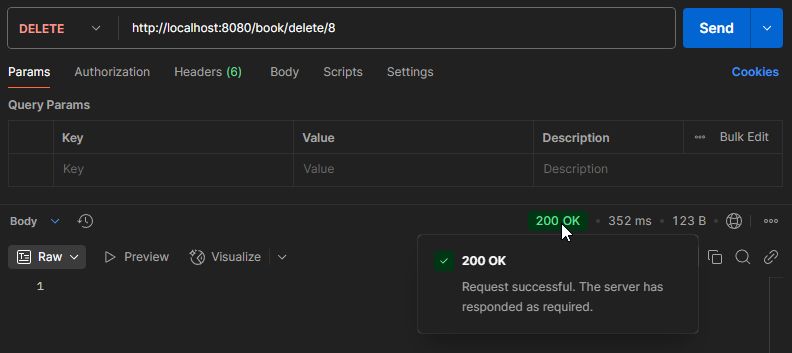 DELETE http://localhost:8080/book/delete/8 Send
Params Authorization Headers (6) Body Scripts Settings Cookies
Query Params
Key Value Description Bulk Edit
Key Value Description
Body 200 OK 352 ms 123 B
Raw Preview Visualize
200 OK
1
Request successful. The server has
responded as required.